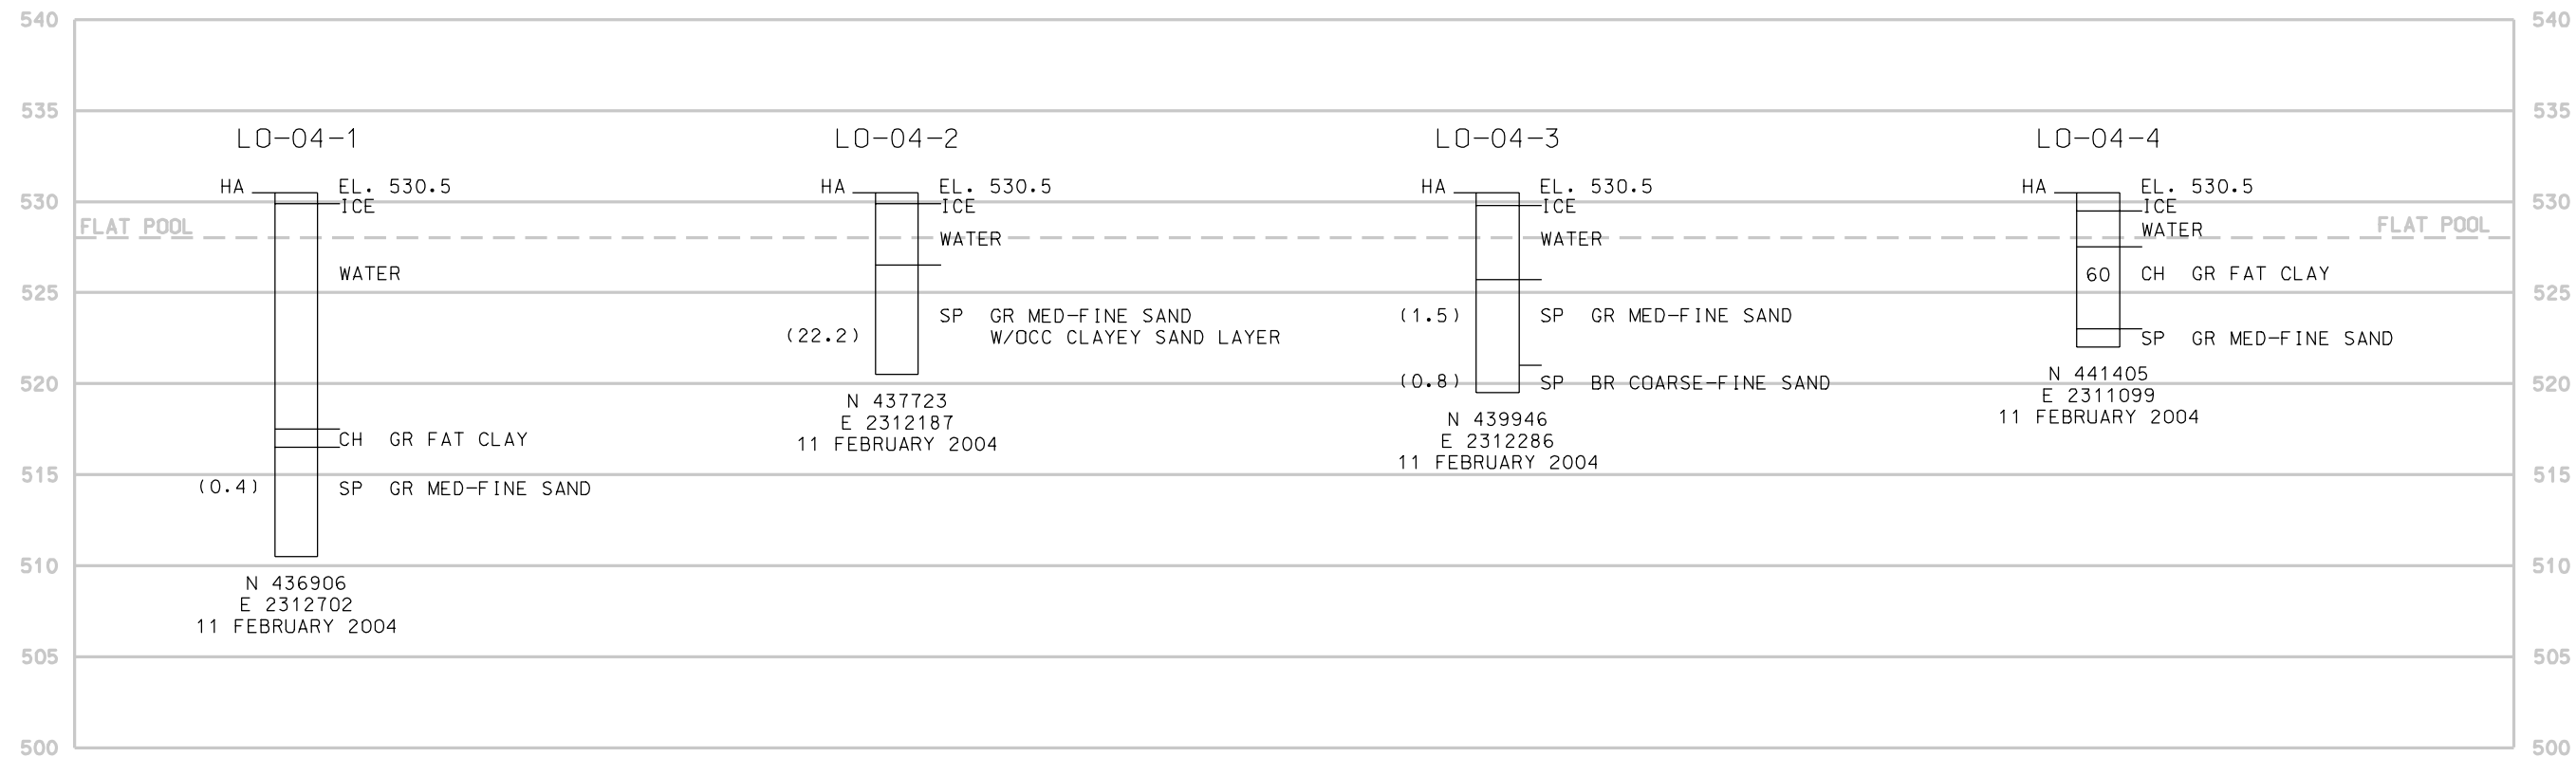 540 540
535 535
LO-04-1 LO-04-2 LO-04-3 LO-04-4
HA EL. 530.5 HA EL. 530.5 HA EL. 530.5 HA EL. 530.5
530 ICE ICE ICE ICE 530
FLAT POOL WATER FLAT POOL
WATER WATER
WATER 60 CH GR FAT CLAY
525 525
SP GR MED-FINE SAND (1.5) SP GR MED-FINE SAND
(22.2) W/OCC CLAYEY SAND LAYER SP GR MED-FINE SAND
520 (0.8) SP BR COARSE-FINE SAND 520
N 441405
E 2311099
11 FEBRUARY 2004
N 437723
E 2312187
11 FEBRUARY 2004
N 439946
E 2312286
11 FEBRUARY 2004
CH GR FAT CLAY
515 515
(0.4) SP GR MED-FINE SAND
510 510
N 436906
E 2312702
11 FEBRUARY 2004
505 505
500 500